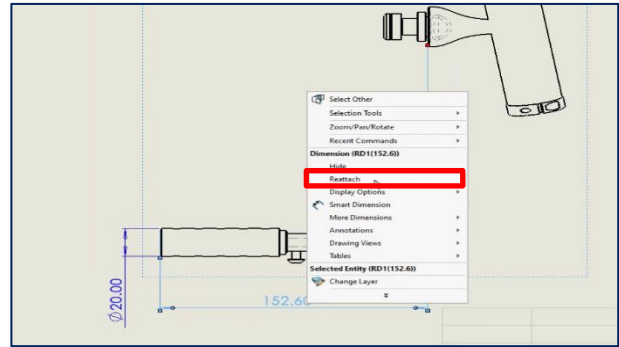 Select Other
Selection Tools
Zoom/Pan/Rotate
Recent Commands
Dimension (RD1(152.6))
Hide
Reattach
Display Options
Smart Dimension
More Dimensions
Annotations
Drawing Views
Tables
Selected Entity (RD1(152.6))
Change Layer
Ø20.00
152.60